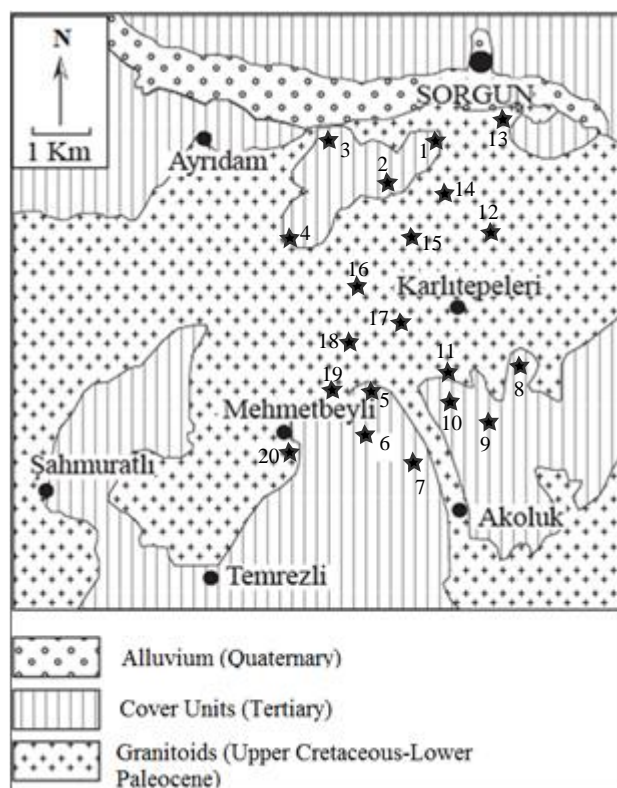 N
1 Km
SORGUN
13
Ayrıdam
3
1
2
14
12
4
15
16
Karlıtepeleri
17
18
11
8
19
5
Mehmetbeyli
10
6
9
20
7
Şahmuratlı
Akoluk
Temrezli
Alluvium (Quaternary)
Cover Units (Tertiary)
Granitoids (Upper Cretaceous-Lower
Paleocene)